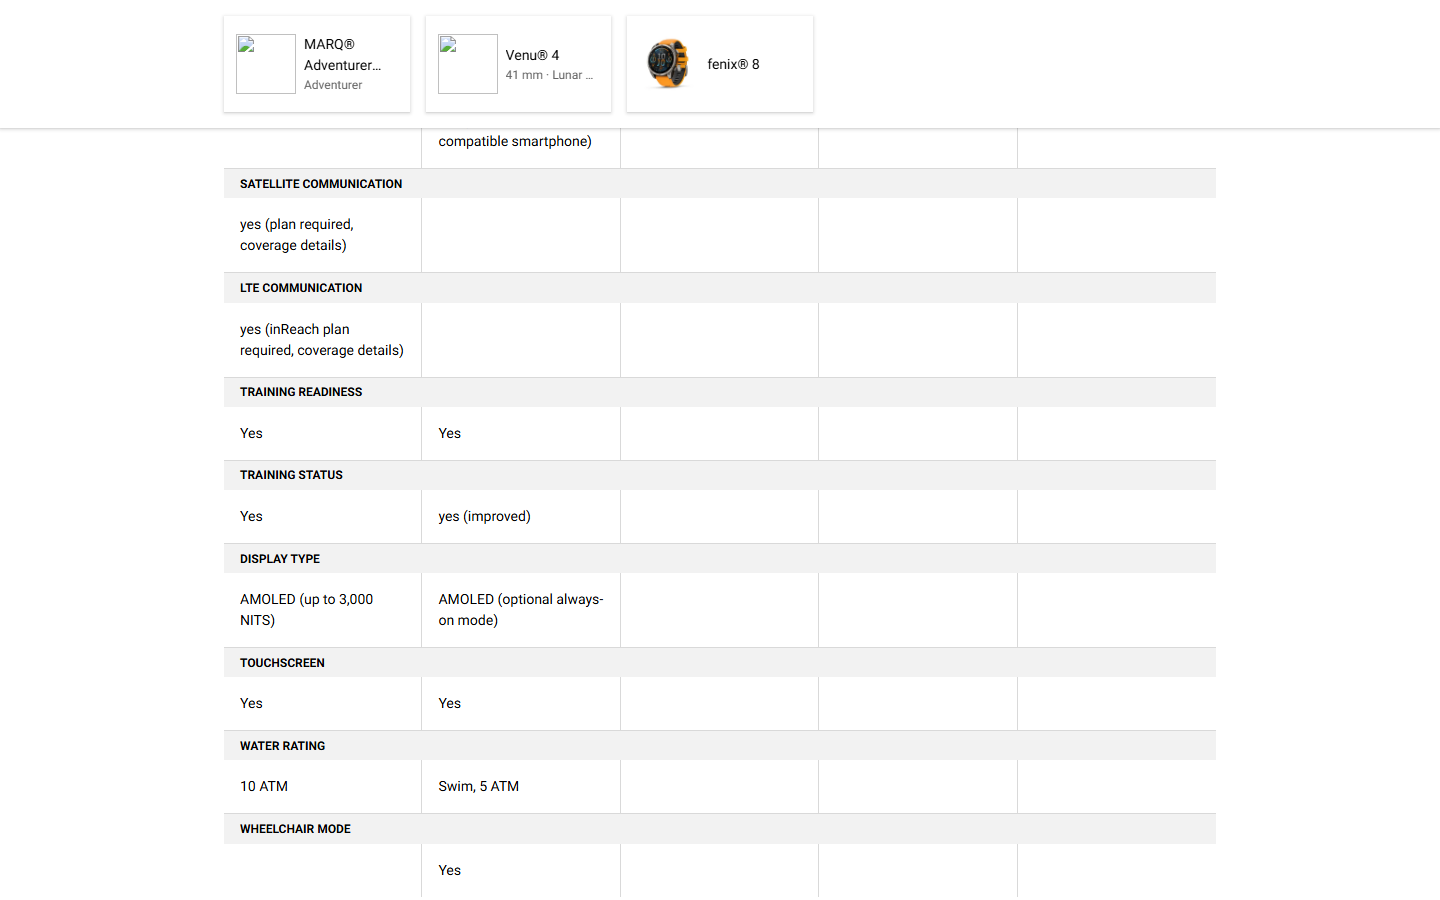 MARQ®
Adventurer...
Adventurer
Venu® 4
41 mm · Lunar ...
fenix® 8
compatible smartphone)
SATELLITE COMMUNICATION
yes (plan required,
coverage details)
LTE COMMUNICATION
yes (inReach plan
required, coverage details)
TRAINING READINESS
Yes
Yes
TRAINING STATUS
Yes
yes (improved)
DISPLAY TYPE
AMOLED (up to 3,000
NITS)
AMOLED (optional always-
on mode)
TOUCHSCREEN
Yes
Yes
WATER RATING
10 ATM
Swim, 5 ATM
WHEELCHAIR MODE
Yes